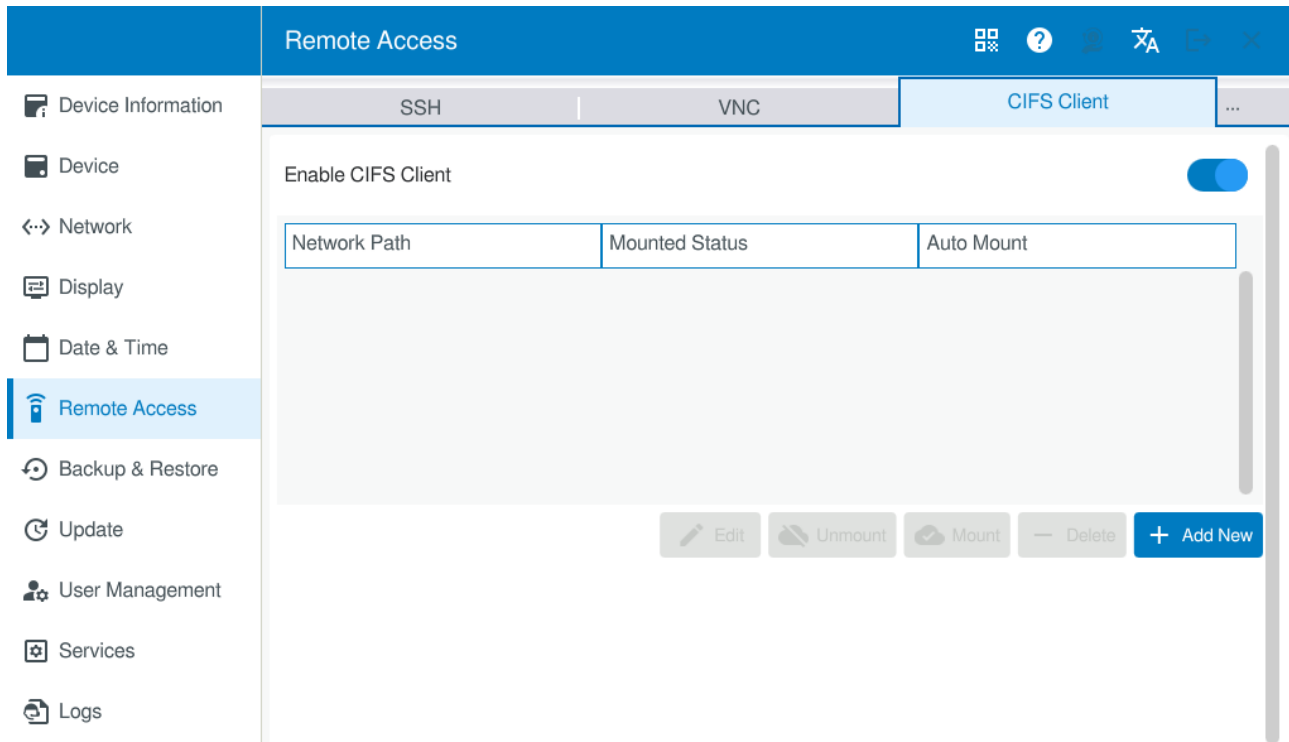 Remote Access
Device Information
Device
Network
Display
Date & Time
Remote Access
Backup & Restore
Update
User Management
Services
Logs
SSH VNC CIFS Client ...
Enable CIFS Client
Network Path Mounted Status Auto Mount
Edit Unmount Mount Delete Add New